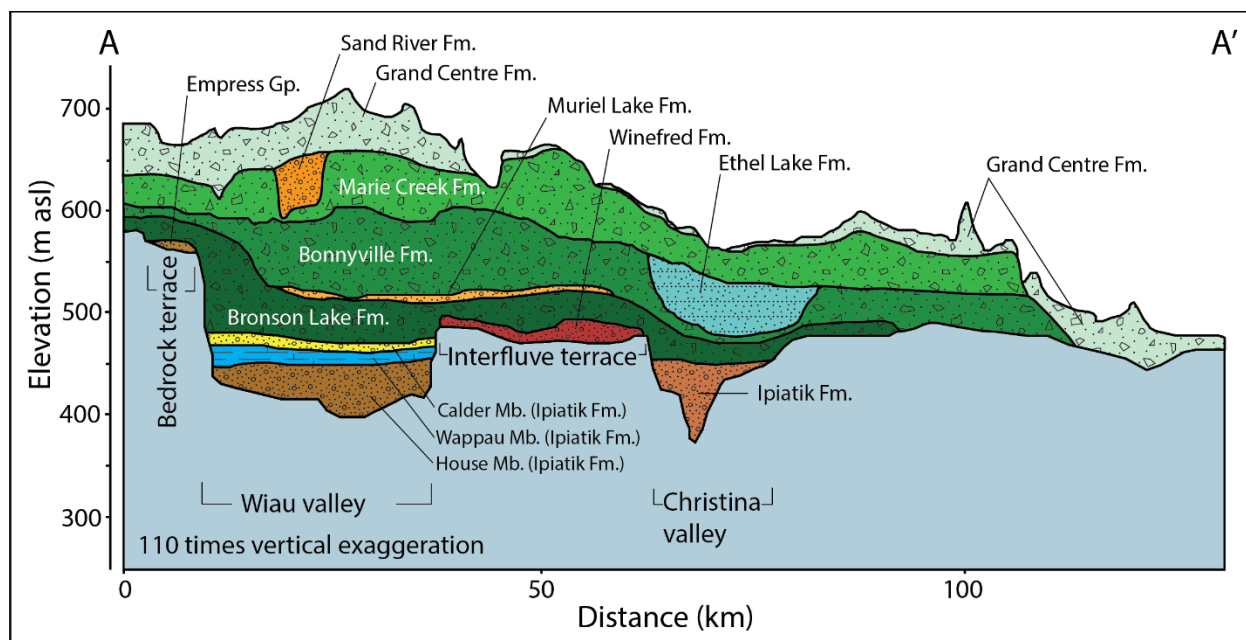 A
A'
Sand River Fm.
Grand Centre Fm.
Empress Gp.
Muriel Lake Fm.
Winefred Fm.
Ethel Lake Fm.
Grand Centre Fm.
Marie Creek Fm.
Bonnyville Fm.
Bronson Lake Fm.
Bedrock terrace
Interfluve terrace
Ipiatik Fm.
Calder Mb. (Ipiatik Fm.)
Wappau Mb. (Ipiatik Fm.)
House Mb. (Ipiatik Fm.)
Wiau valley
Christina
valley
110 times vertical exaggeration
Elevation (m asl)
700
600
500
400
300
0
50
100
Distance (km)